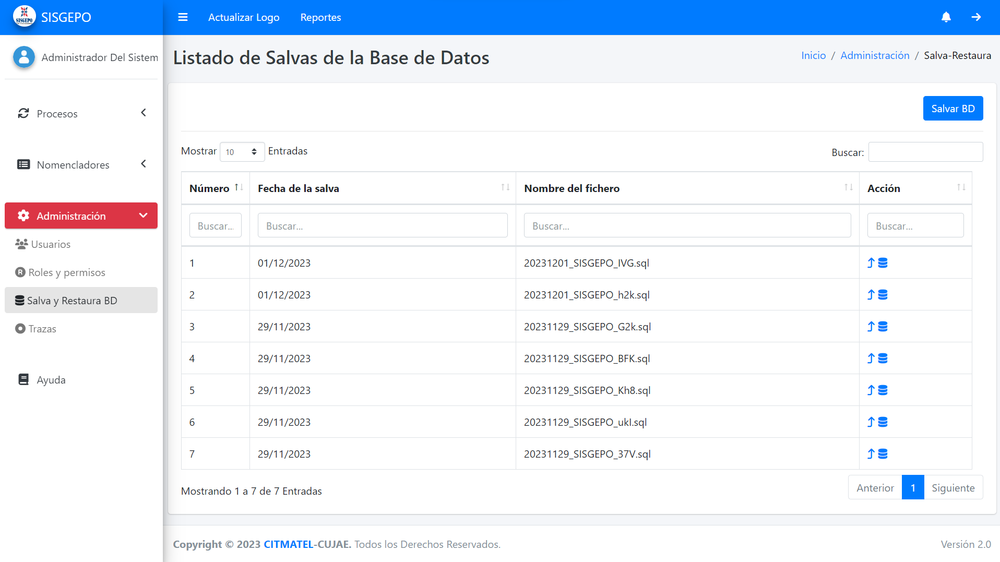 SISGEPO
SISGEPO
Actualizar Logo
Reportes
Administrador Del Sistem
Listado de Salvas de la Base de Datos
Inicio / Administración / Salva-Restaura
Procesos
Nomencladores
Administración
Usuarios
R Roles y permisos
Salva y Restaura BD
Trazas
Ayuda
Salvar BD
Mostrar 10 Entradas
Buscar:
Número Fecha de la salva Nombre del fichero Acción
Buscar... Buscar... Buscar... Buscar...
1 01/12/2023 20231201_SISGEPO_IVG.sql
2 01/12/2023 20231201_SISGEPO_h2k.sql
3 29/11/2023 20231129_SISGEPO_G2k.sql
4 29/11/2023 20231129_SISGEPO_BFK.sql
5 29/11/2023 20231129_SISGEPO_Kh8.sql
6 29/11/2023 20231129_SISGEPO_ukI.sql
7 29/11/2023 20231129_SISGEPO_37V.sql
Mostrando 1 a 7 de 7 Entradas
Anterior 1 Siguiente
Copyright © 2023 CITMATEL-CUJAE. Todos los Derechos Reservados.
Versión 2.0